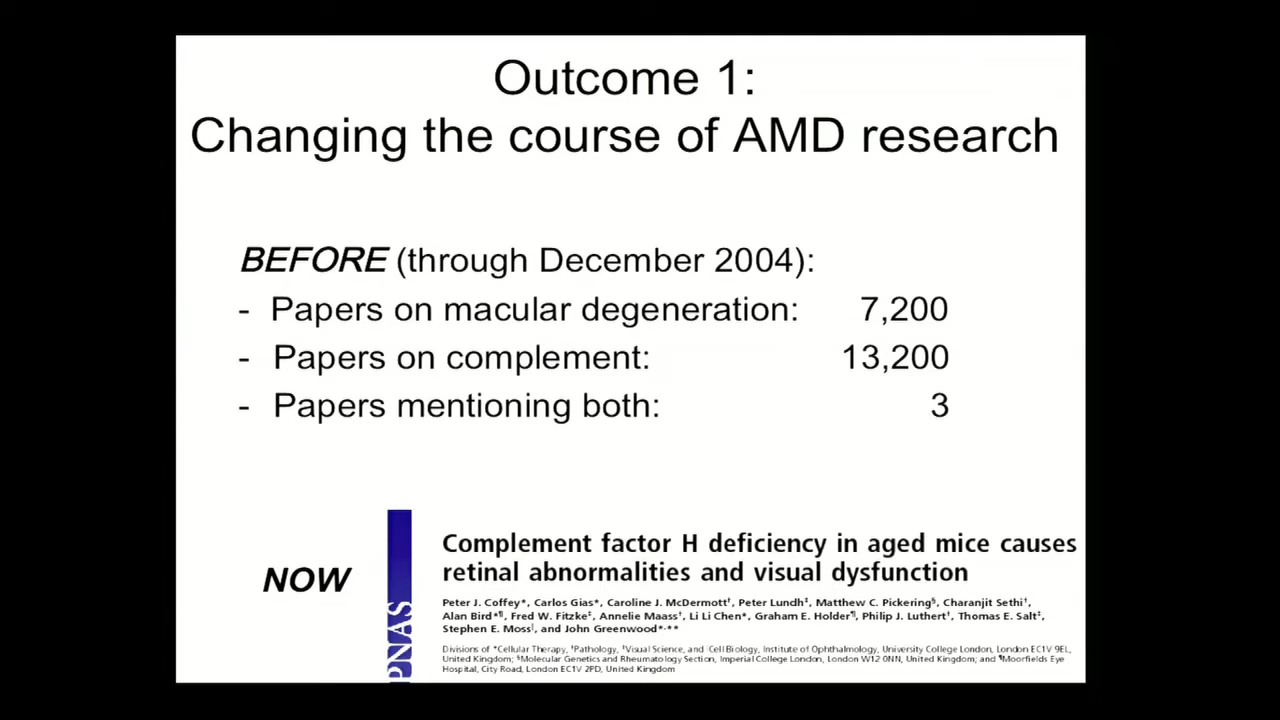 Outcome 1:
Changing the course of AMD research
BEFORE (through December 2004):
- Papers on macular degeneration: 7,200
- Papers on complement: 13,200
- Papers mentioning both: 3
NOW
PNAS
Complement factor H deficiency in aged mice causes
retinal abnormalities and visual dysfunction
Peter J. Coffey*, Carlos Gias*, Caroline J. McDermott†, Peter Lundh‡, Matthew C. Pickering§, Charanjit Sethi†,
Alan Bird*¶, Fred W. Fitzke‡, Annelie Maass†, Li Li Chen*, Graham E. Holder¶, Philip J. Luthert†, Thomas E. Salt‡,
Stephen E. Moss‖, and John Greenwood*,**
Divisions of *Cellular Therapy, †Pathology, ‡Visual Science, and ‖Cell Biology, Institute of Ophthalmology, University College London, London EC1V 9EL,
United Kingdom; §Molecular Genetics and Rheumatology Section, Imperial College London, London W12 0NN, United Kingdom; and ¶Moorfields Eye
Hospital, City Road, London EC1V 2PD, United Kingdom